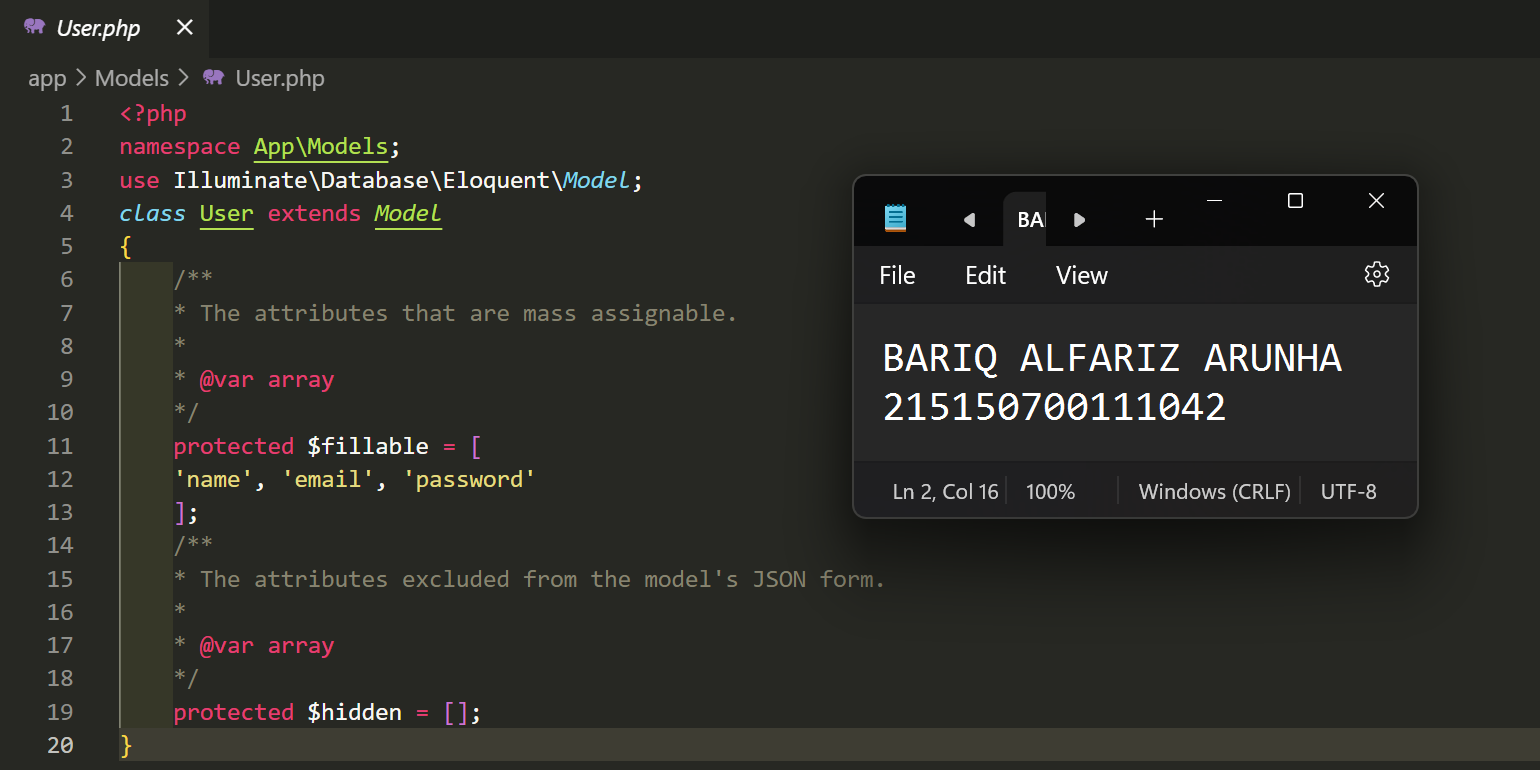 User.php
app > Models > User.php
1 <?php
2 namespace App\Models;
3 use Illuminate\Database\Eloquent\Model;
4 class User extends Model
5 {
6     /**
7     * The attributes that are mass assignable.
8     *
9     * @var array
10     */
11     protected $fillable = [
12     'name', 'email', 'password'
13     ];
14     /**
15     * The attributes excluded from the model's JSON form.
16     *
17     * @var array
18     */
19     protected $hidden = [];
20 }
BA
File Edit View
BARIQ ALFARIZ ARUNHA
215150700111042
Ln 2, Col 16 100% Windows (CRLF) UTF-8